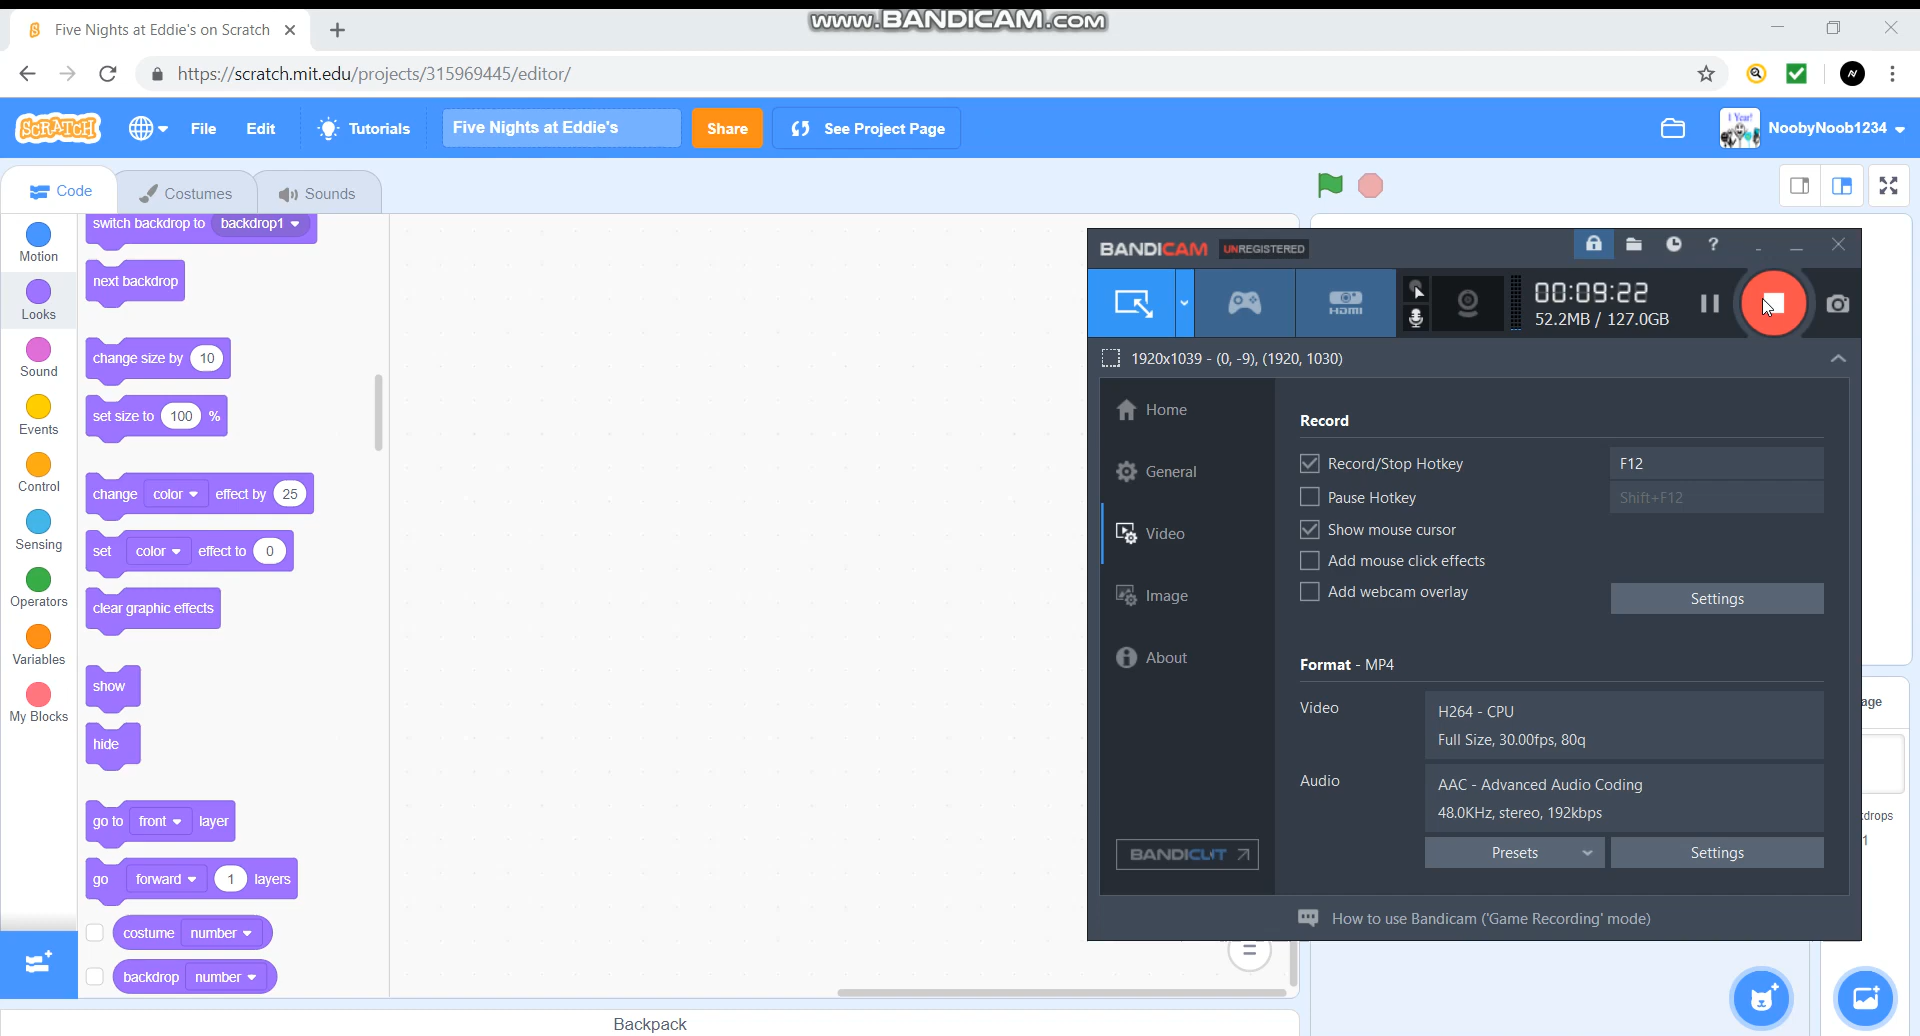 www.BANDICAM.com
Five Nights at Eddie's on Scratch
https://scratch.mit.edu/projects/315969445/editor/
SCRATCH
File
Edit
Tutorials
Five Nights at Eddie's
Share
See Project Page
1 Year!
NoobyNoob1234
Code
Costumes
Sounds
Motion
Looks
Sound
Events
Control
Sensing
Operators
Variables
My Blocks
switch backdrop to backdrop1
next backdrop
change size by 10
set size to 100 %
change color effect by 25
set color effect to 0
clear graphic effects
show
hide
go to front layer
go forward 1 layers
costume number
backdrop number
Backpack
BANDICAM UNREGISTERED
?
HDMI
00:09:22
52.2MB / 127.0GB
1920x1039 - (0, -9), (1920, 1030)
Home
General
Video
Image
About
BANDICUT
Record
Record/Stop Hotkey F12
Pause Hotkey Shift+F12
Show mouse cursor
Add mouse click effects
Add webcam overlay
Settings
Format - MP4
Video
H264 - CPU
Full Size, 30.00fps, 80q
Audio
AAC - Advanced Audio Coding
48.0KHz, stereo, 192kbps
Presets
Settings
How to use Bandicam ('Game Recording' mode)
age
drops
1